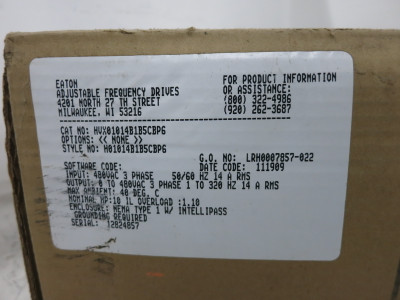 EATON
ADJUSTABLE FREQUENCY DRIVES
4201 NORTH 27 TH STREET
MILWAUKEE, WI 53216
FOR PRODUCT INFORMATION
OR ASSISTANCE:
(800) 322-4986
(920) 262-3687
CAT NO: HVX01014B1B5CBP6
OPTIONS: << NONE >>
STYLE NO: H01014B1B5CBP6
G.O. NO: LRH0007857-022
SOFTWARE CODE: DATE CODE: 111909
INPUT: 480VAC 3 PHASE 50/60 HZ 14 A RMS
OUTPUT: 0 TO 480VAC 3 PHASE 1 TO 320 HZ 14 A RMS
MAX AMBIENT: 40 DEG. C
NOMINAL HP:10 IL OVERLOAD :1.10
ENCLOSURE: NEMA TYPE 1 W/ INTELLIPASS
GROUNDING REQUIRED
SERIAL: 12824857